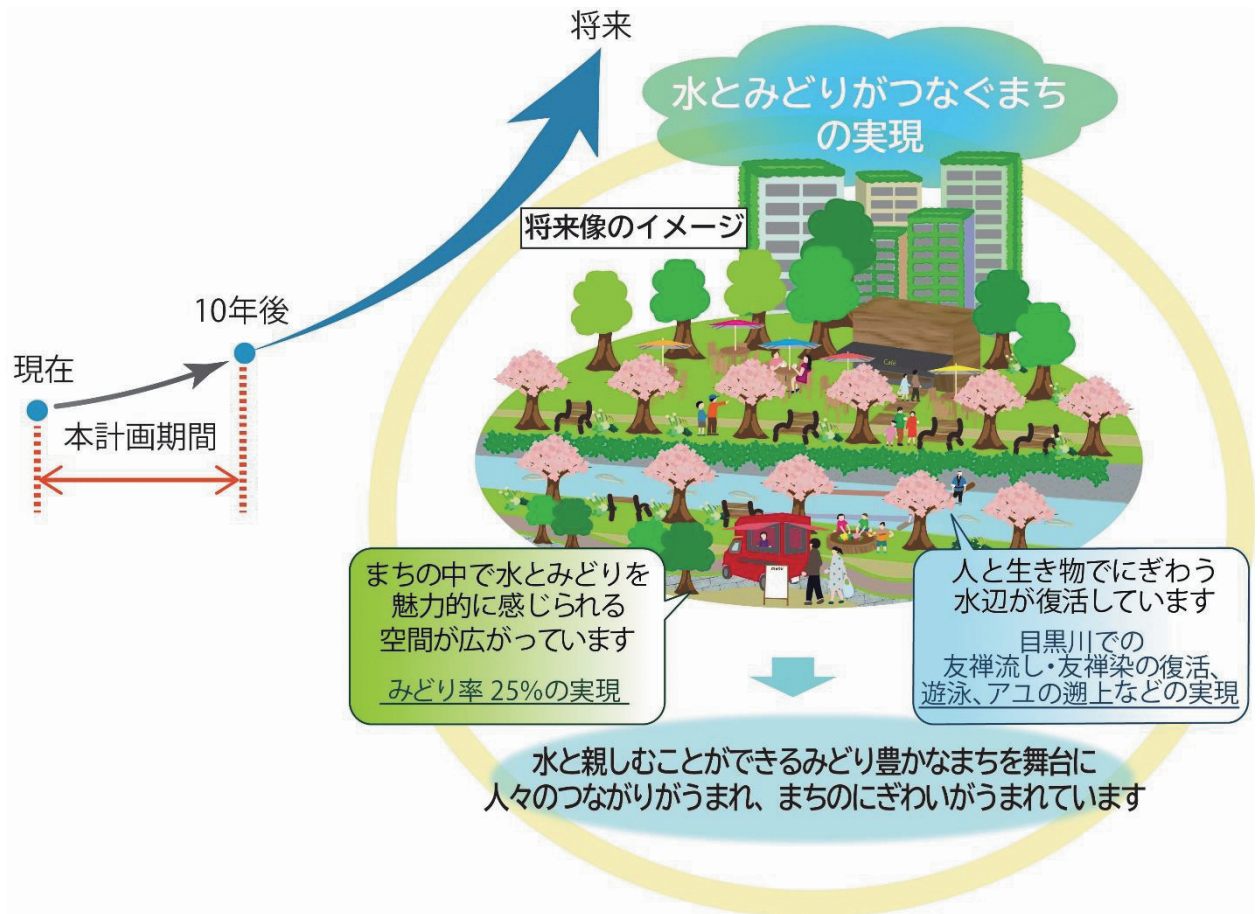 将来
水とみどりがつなぐまち
の実現
将来像のイメージ
10年後
現在
本計画期間
Café
まちの中で水とみどりを
魅力的に感じられる
空間が広がっています
みどり率 25%の実現
人と生き物でにぎわう
水辺が復活しています
目黒川での
友禅流し・友禅染の復活、
遊泳、アユの遡上などの実現
水と親しむことができるみどり豊かなまちを舞台に
人々のつながりがうまれ、まちのにぎわいがうまれています